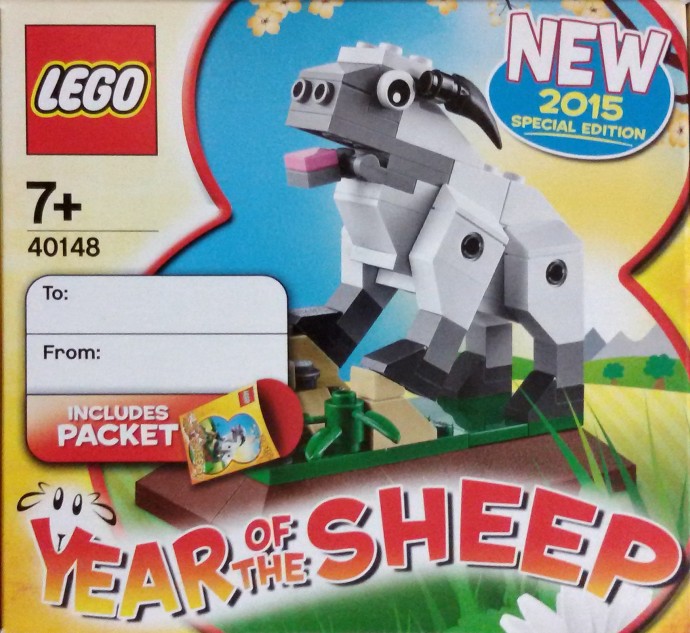 LEGO
NEW
2015
SPECIAL EDITION
7+
40148
To:
From:
INCLUDES
PACKET
YEAR OF THE SHEEP